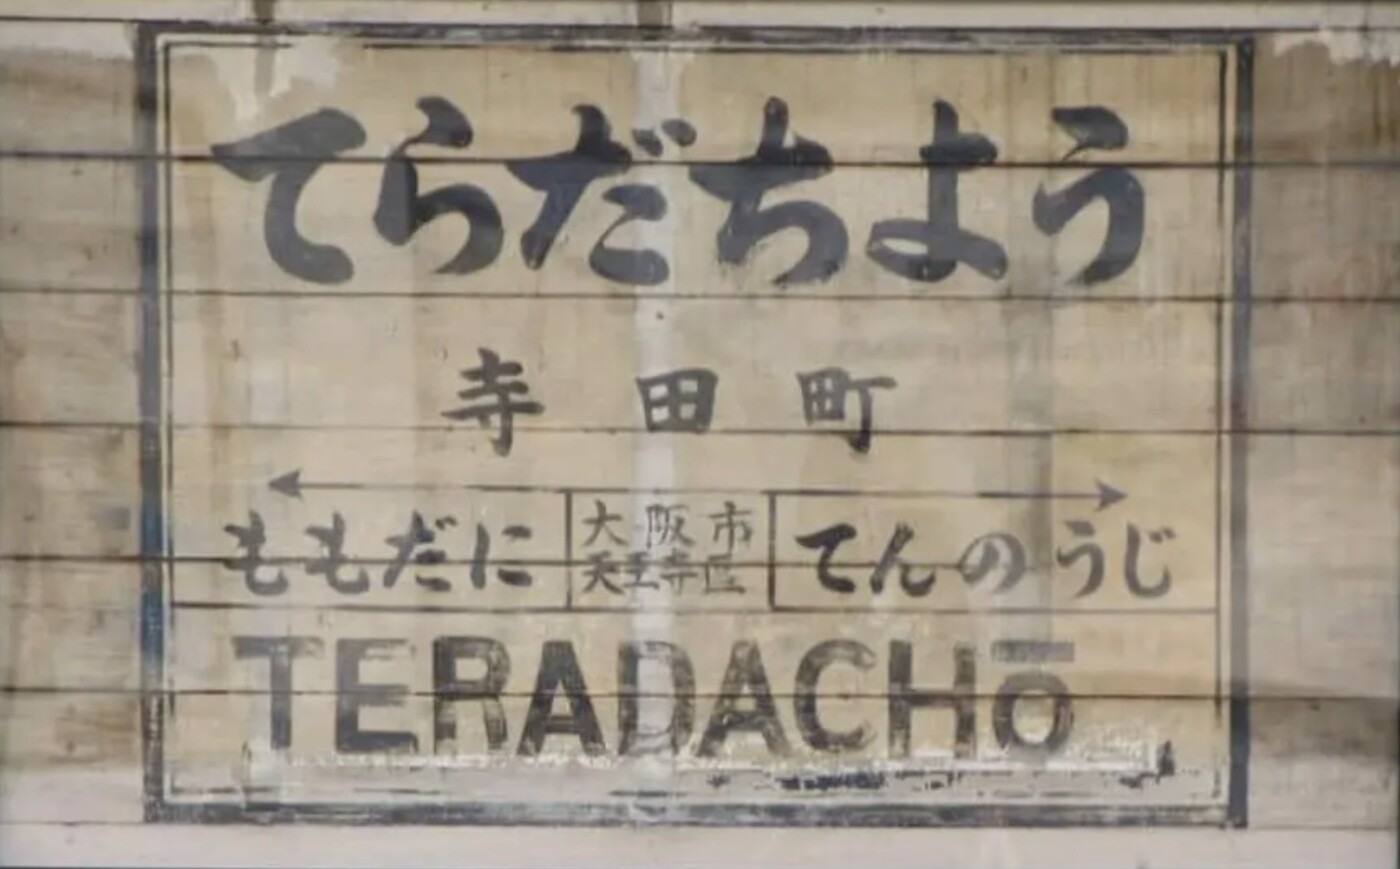 てらだちよう
寺田町
ももだに
大阪市
天王寺区
てんのうじ
TERADACHŌ